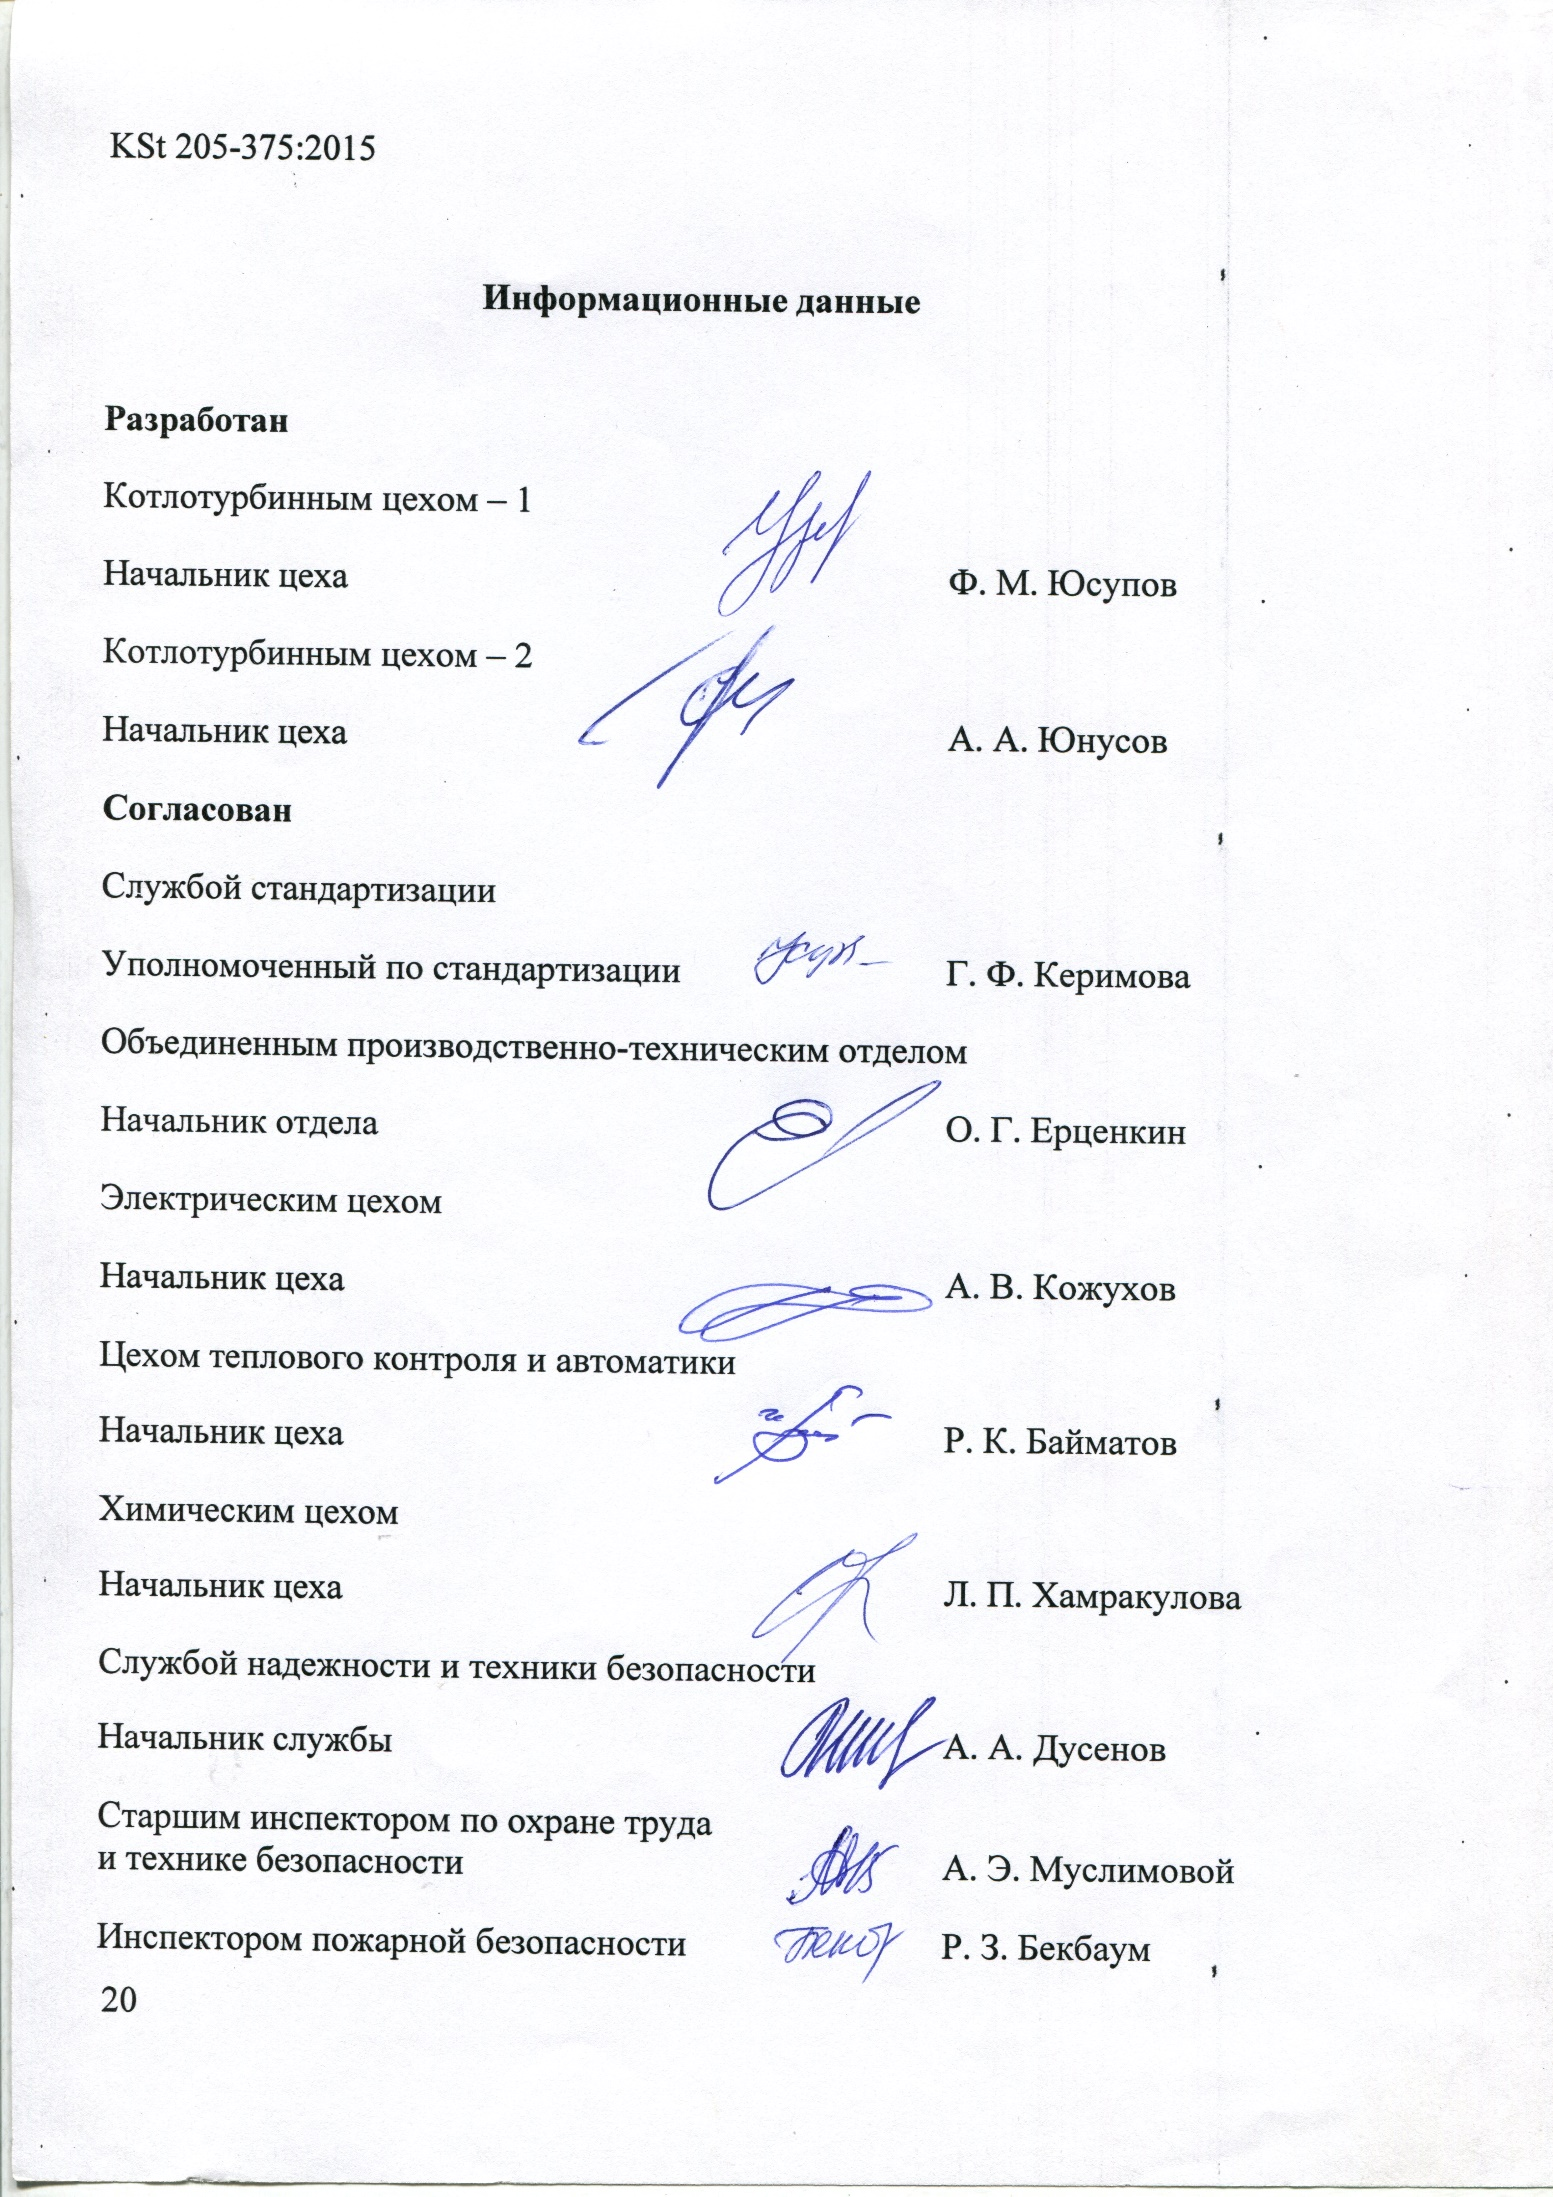 KSt 205-375:2015
Информационные данные
Разработан
Котлотурбинным цехом – 1
Начальник цеха Ф. М. Юсупов
Котлотурбинным цехом – 2
Начальник цеха А. А. Юнусов
Согласован
Службой стандартизации
Уполномоченный по стандартизации Г. Ф. Керимова
Объединенным производственно-техническим отделом
Начальник отдела О. Г. Ерценкин
Электрическим цехом
Начальник цеха А. В. Кожухов
Цехом теплового контроля и автоматики
Начальник цеха Р. К. Байматов
Химическим цехом
Начальник цеха Л. П. Хамракулова
Службой надежности и техники безопасности
Начальник службы А. А. Дусенов
Старшим инспектором по охране труда
и технике безопасности А. Э. Муслимовой
Инспектором пожарной безопасности Р. З. Бекбаум
20